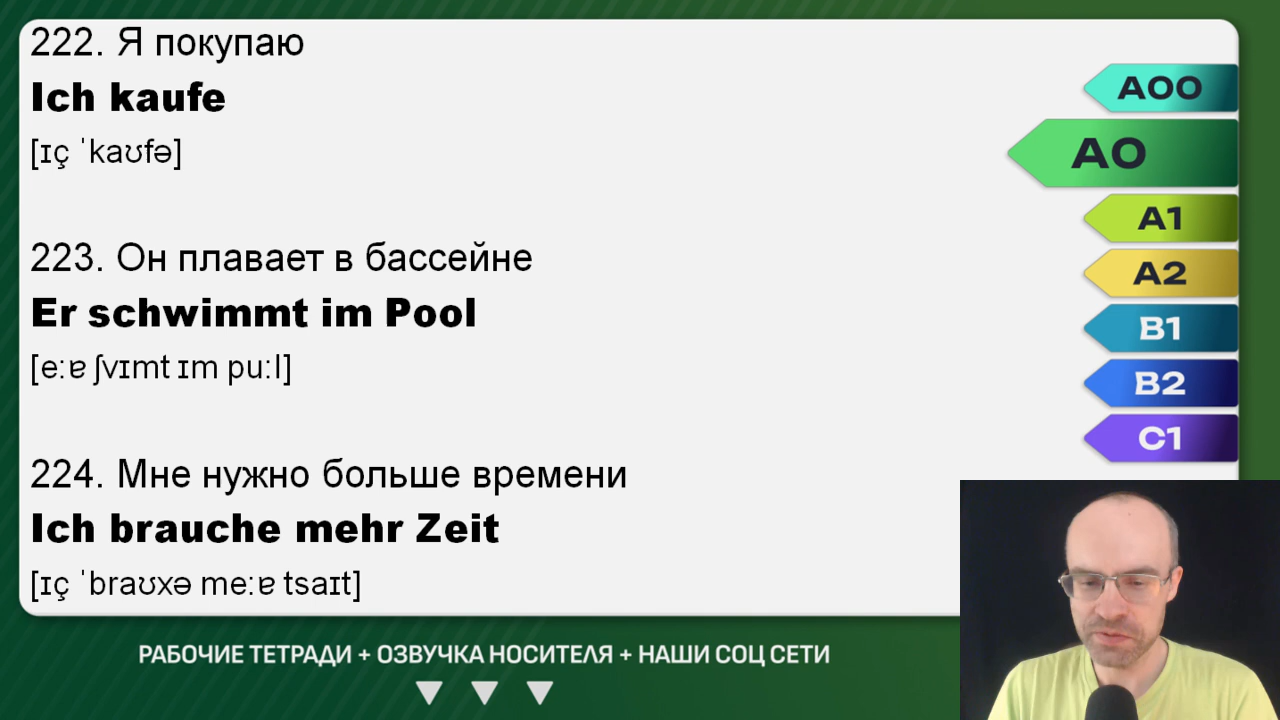 222. Я покупаю
Ich kaufe
[ɪç ˈkaʊfə]
223. Он плавает в бассейне
Er schwimmt im Pool
[eːɐ ʃvɪmt ɪm puːl]
224. Мне нужно больше времени
Ich brauche mehr Zeit
[ɪç ˈbraʊxə meːɐ tsaɪt]
A00
A0
A1
A2
B1
B2
C1
РАБОЧИЕ ТЕТРАДИ + ОЗВУЧКА НОСИТЕЛЯ + НАШИ СОЦ СЕТИ